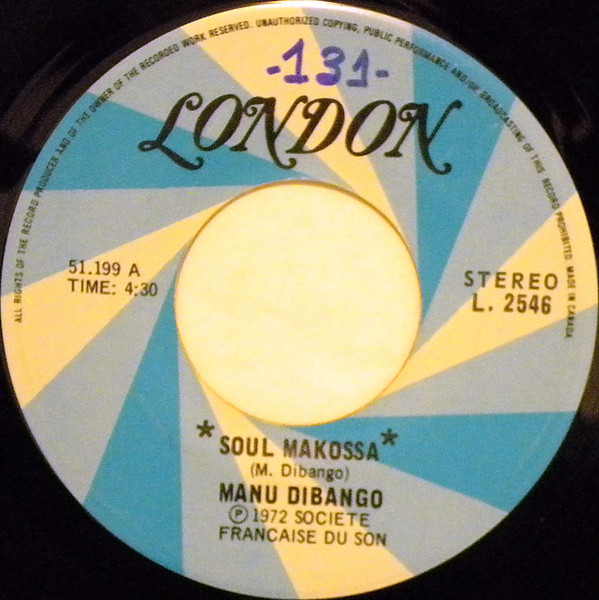 ALL RIGHTS OF THE RECORD PRODUCER AND OF THE OWNER OF THE RECORDED WORK RESERVED. UNAUTHORIZED COPYING, PUBLIC PERFORMANCE AND/OR BROADCASTING OF THIS RECORD PROHIBITED. MADE IN CANADA
-131-
LONDON
51.199 A
TIME: 4:30
STEREO
L. 2546
*SOUL MAKOSSA*
(M. Dibango)
MANU DIBANGO
Ⓟ 1972 SOCIETE
FRANCAISE DU SON